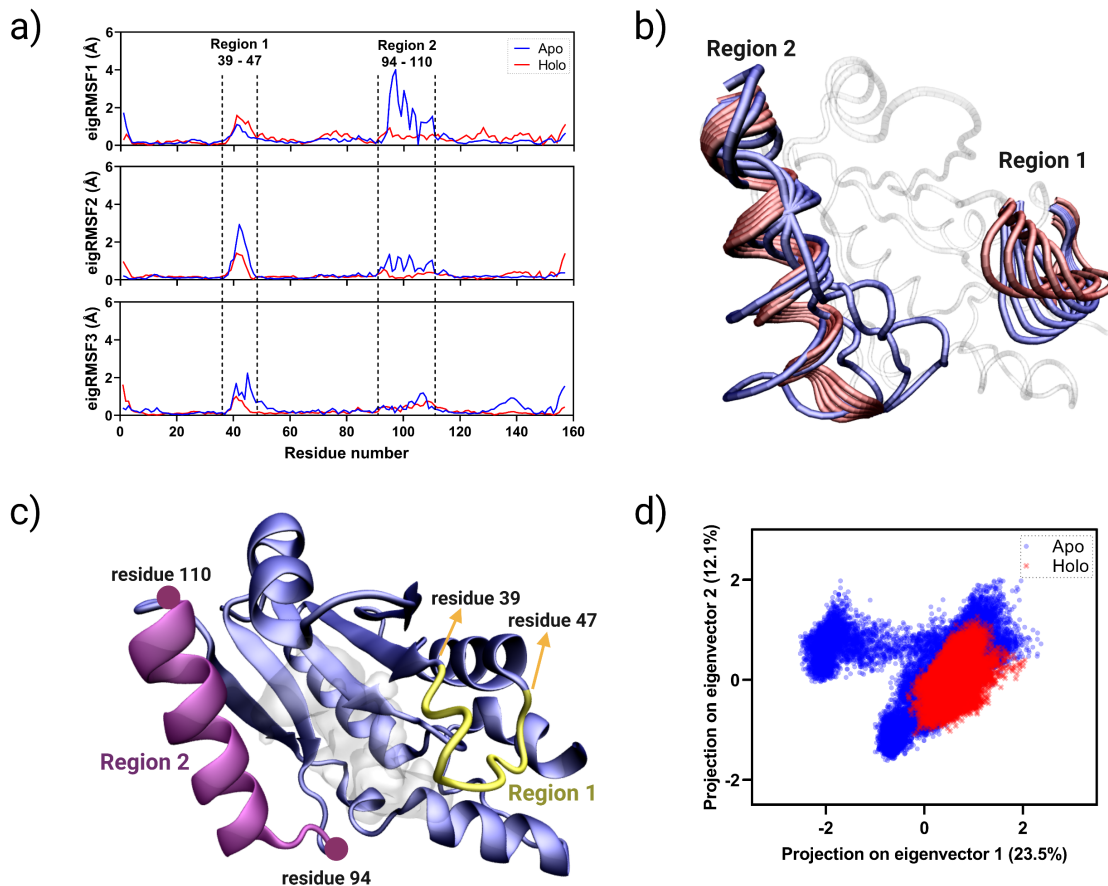 a)
eigRMSF1 (Å)
6
4
2
0
Region 1
39 - 47
Region 2
94 - 110
Apo
Holo
eigRMSF2 (Å)
6
4
2
0
eigRMSF3 (Å)
6
4
2
0
0 20 40 60 80 100 120 140 160
Residue number
b)
Region 2
Region 1
c)
residue 110
residue 39
residue 47
Region 2
Region 1
residue 94
d)
Projection on eigenvector 2 (12.1%)
2
0
-2
Apo
Holo
-2 0 2
Projection on eigenvector 1 (23.5%)